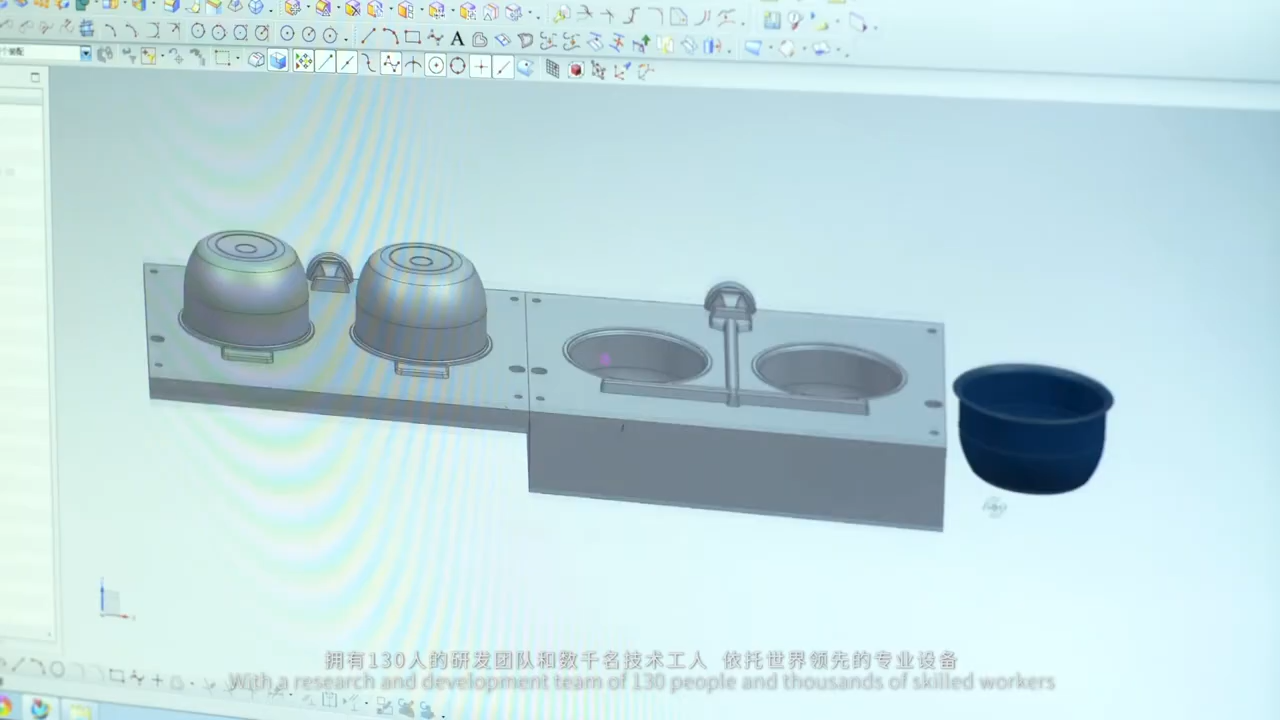 A
拥有130人的研发团队和数千名技术工人 依托世界领先的专业设备
With a research and development team of 130 people and thousands of skilled workers